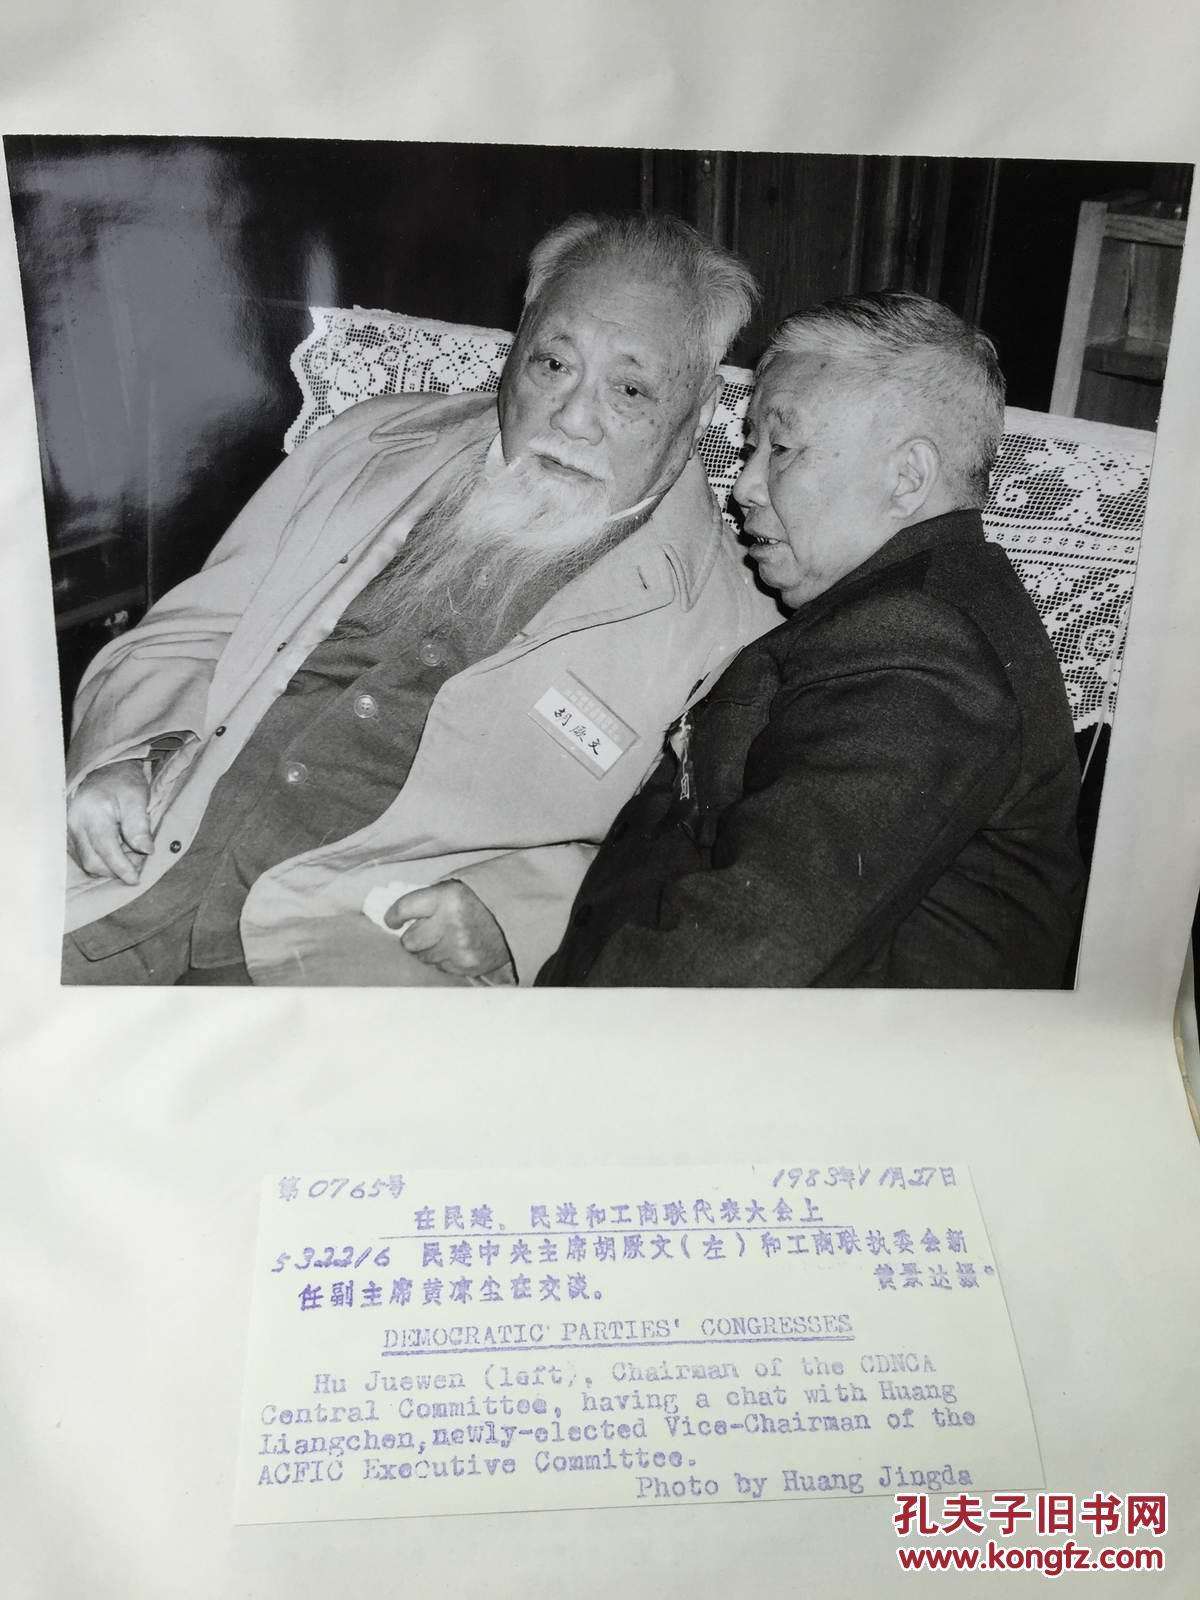 胡厥文
第0765号
1983年11月27日
在民建、民进和工商联代表大会上
532216 民建中央主席胡厥文（左）和工商联执委会新
任副主席黄凉尘在交谈。
黄景达摄。
DEMOCRATIC PARTIES' CONGRESSES
Hu Juewen (left), Chairman of the CDNCA
Central Committee, having a chat with Huang
Liangchen, newly-elected Vice-Chairman of the
ACFIC Executive Committee.
Photo by Huang Jingda
孔夫子旧书网
www.kongfz.com